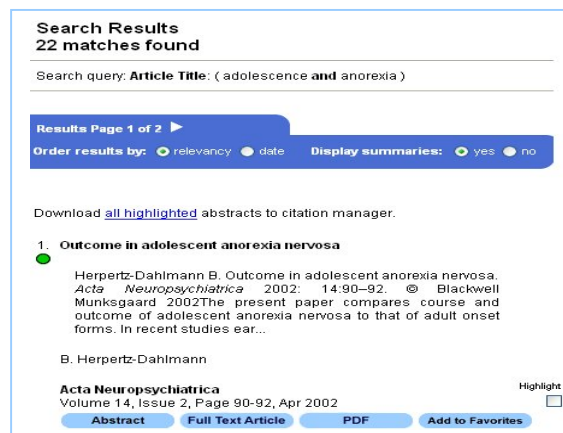 Search Results
22 matches found
Search query: Article Title: ( adolescence and anorexia )
Results Page 1 of 2
Order results by: relevancy date Display summaries: yes no
Download all highlighted abstracts to citation manager.
1. Outcome in adolescent anorexia nervosa
Herpertz-Dahlmann B. Outcome in adolescent anorexia nervosa.
Acta Neuropsychiatrica 2002: 14:90–92. © Blackwell
Munksgaard 2002The present paper compares course and
outcome of adolescent anorexia nervosa to that of adult onset
forms. In recent studies ear...
B. Herpertz-Dahlmann
Acta Neuropsychiatrica Highlight
Volume 14, Issue 2, Page 90-92, Apr 2002
Abstract Full Text Article PDF Add to Favorites